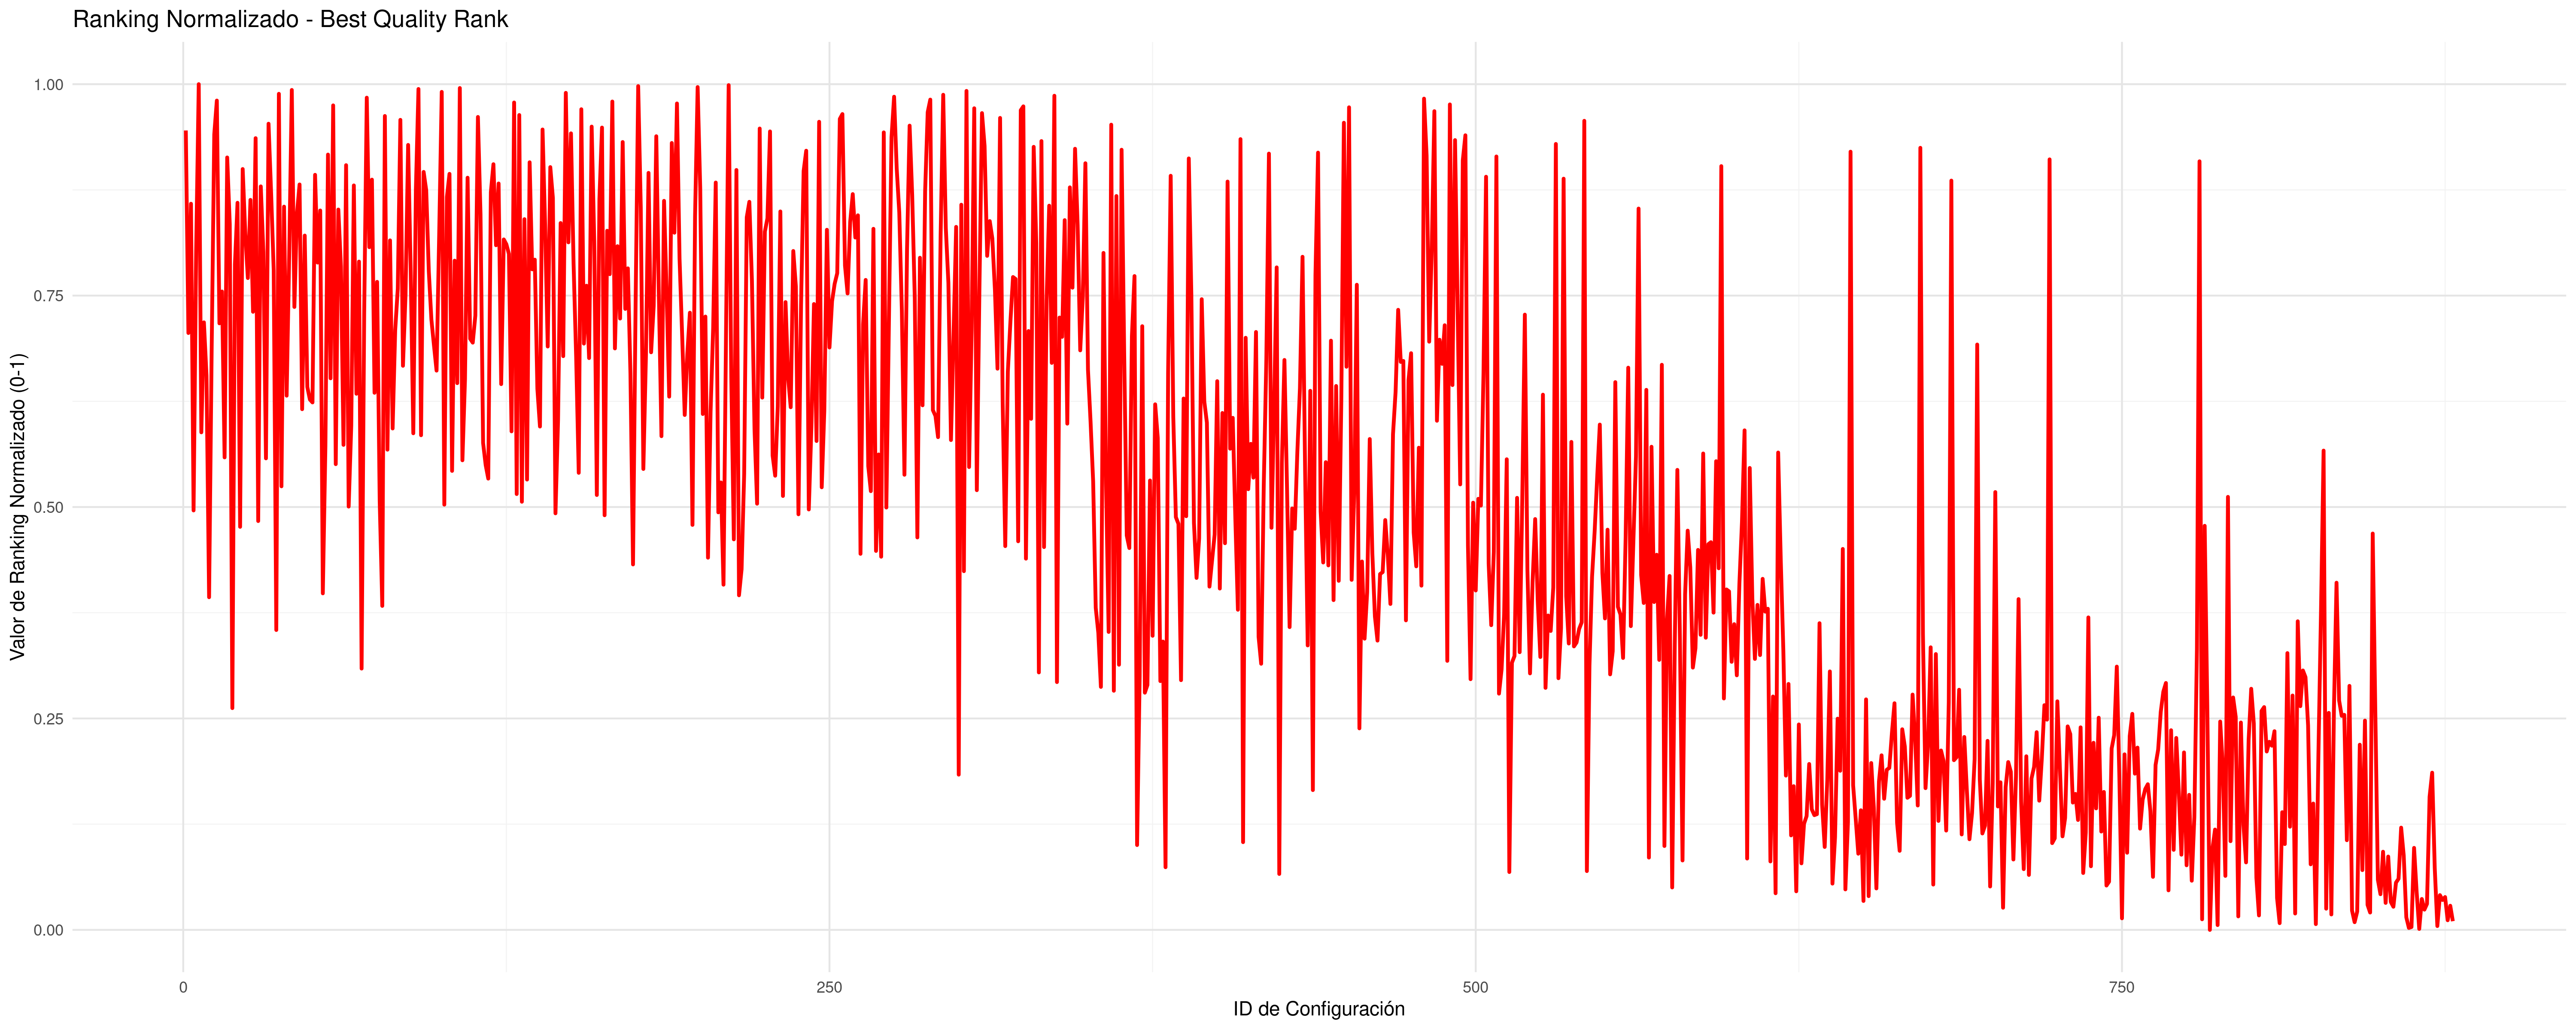 Ranking Normalizado - Best Quality Rank
Valor de Ranking Normalizado (0-1)
1.00
0.75
0.50
0.25
0.00
0 250 500 750
ID de Configuración